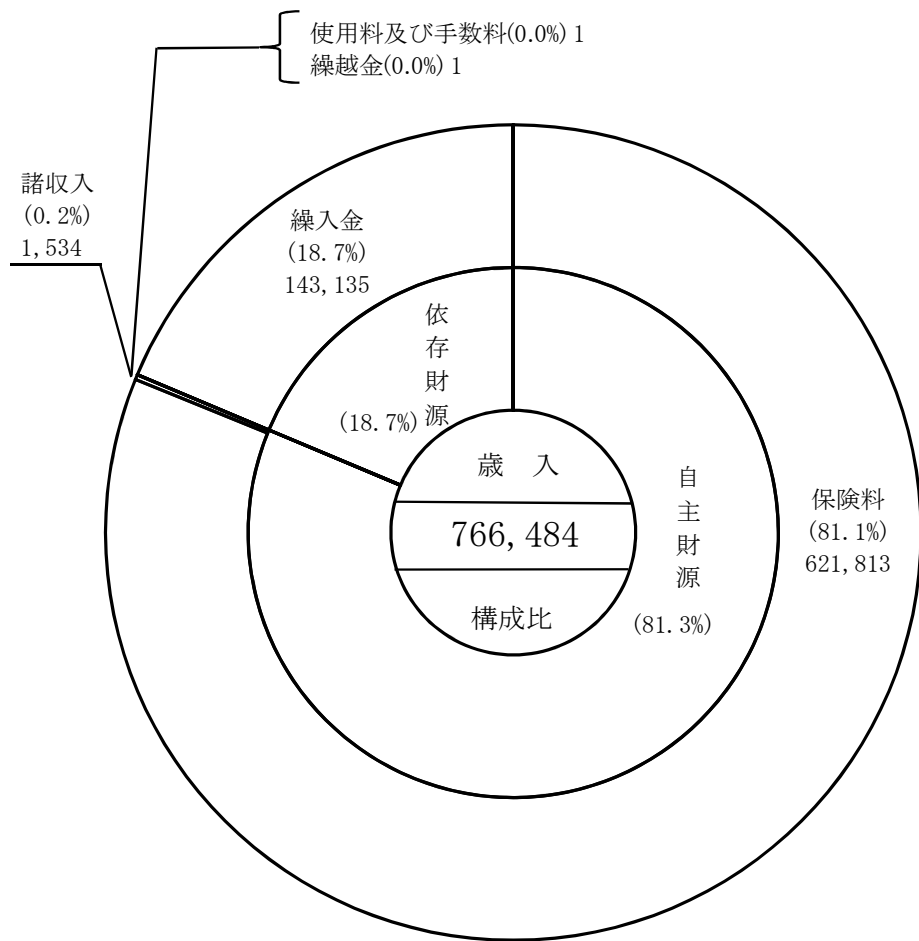 使用料及び手数料(0.0%) 1
繰越金(0.0%) 1
諸収入
(0.2%)
1,534
繰入金
(18.7%)
143,135
依存財源
(18.7%)
歳 入
766,484
構成比
自主財源
(81.3%)
保険料
(81.1%)
621,813